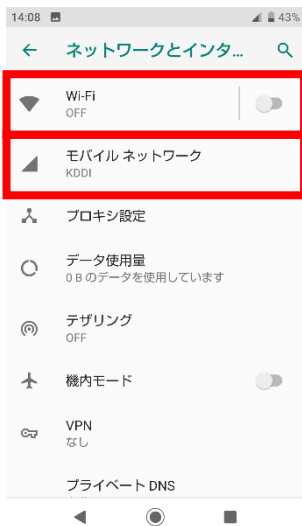 14:08 43%
ネットワークとインタ...
Wi-Fi
OFF
モバイル ネットワーク
KDDI
プロキシ設定
データ使用量
0 B のデータを使用しています
テザリング
OFF
機内モード
VPN
なし
プライベート DNS